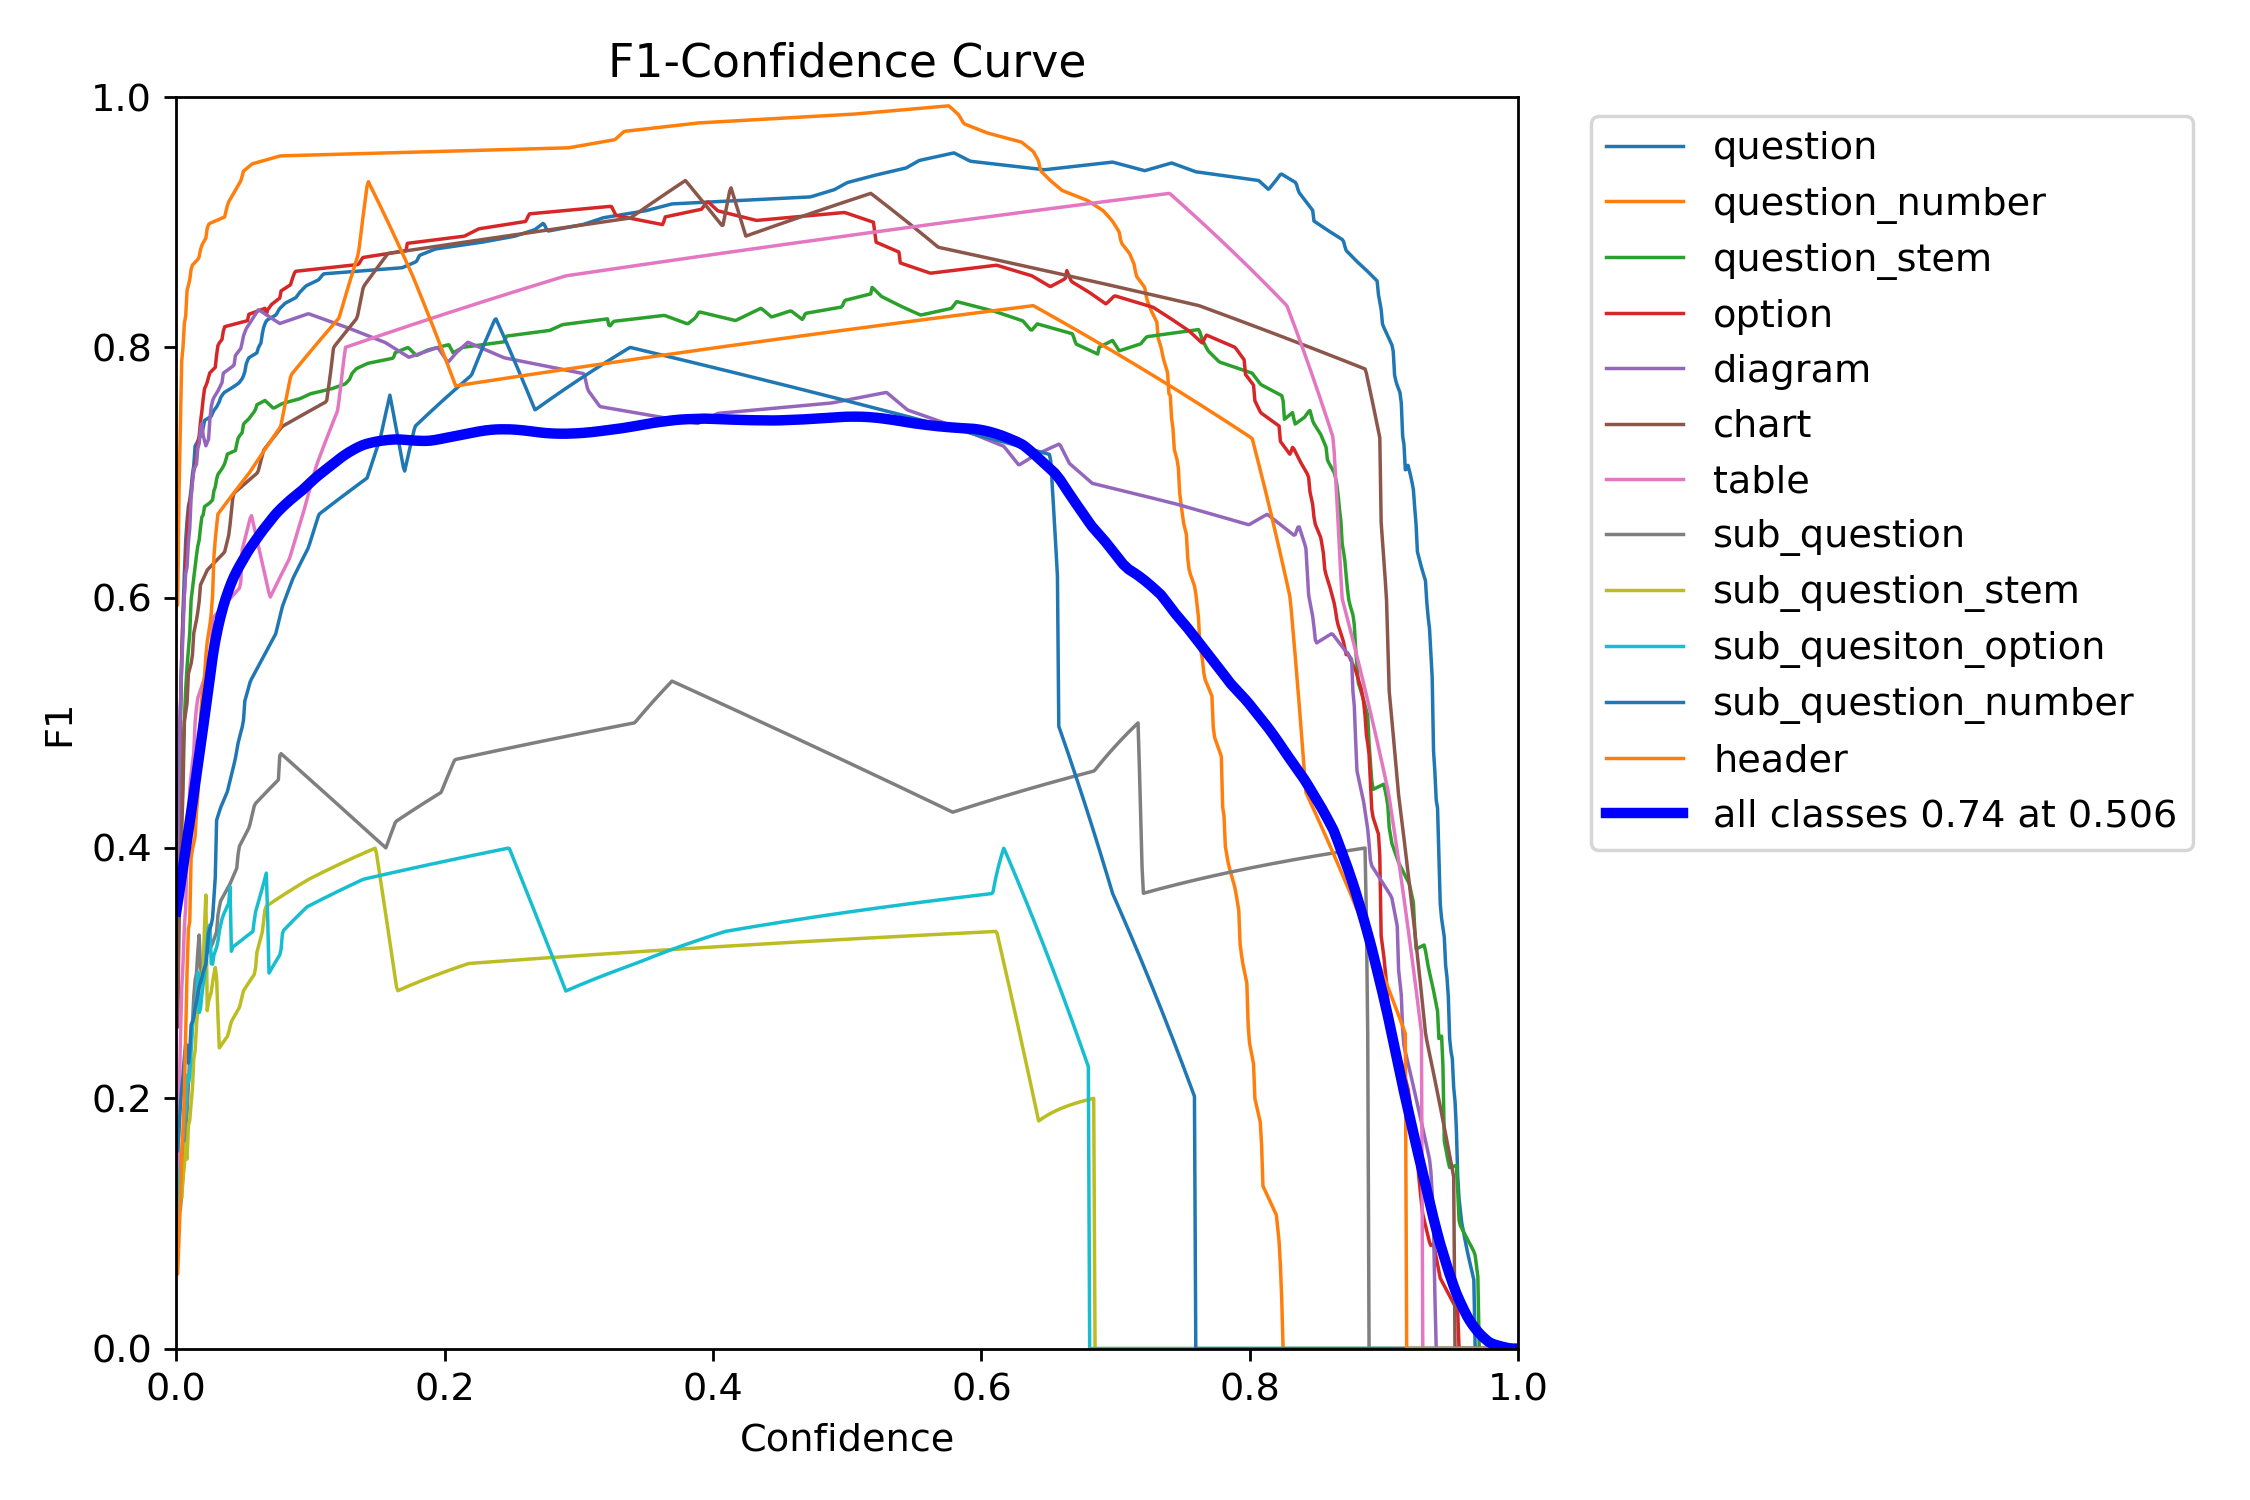 F1-Confidence Curve
1.0
0.8
0.6
0.4
0.2
0.0
F1
0.0 0.2 0.4 0.6 0.8 1.0
Confidence
question
question_number
question_stem
option
diagram
chart
table
sub_question
sub_question_stem
sub_quesiton_option
sub_question_number
header
all classes 0.74 at 0.506